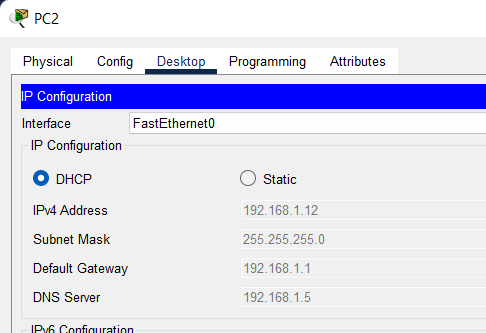 PC2
Physical Config Desktop Programming Attributes
IP Configuration
Interface FastEthernet0
IP Configuration
DHCP Static
IPv4 Address 192.168.1.12
Subnet Mask 255.255.255.0
Default Gateway 192.168.1.1
DNS Server 192.168.1.5
IPv6 Configuration